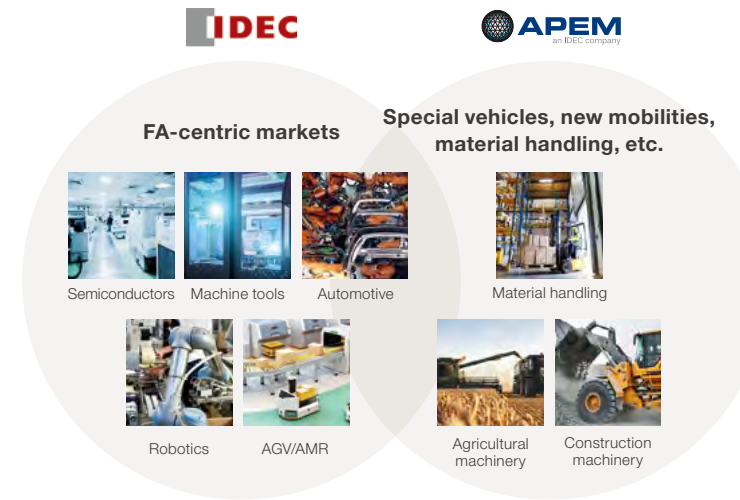 IDEC
APEM
an IDEC company
FA-centric markets
Special vehicles, new mobilities,
material handling, etc.
Semiconductors
Machine tools
Automotive
Material handling
Robotics
AGV/AMR
Agricultural
machinery
Construction
machinery